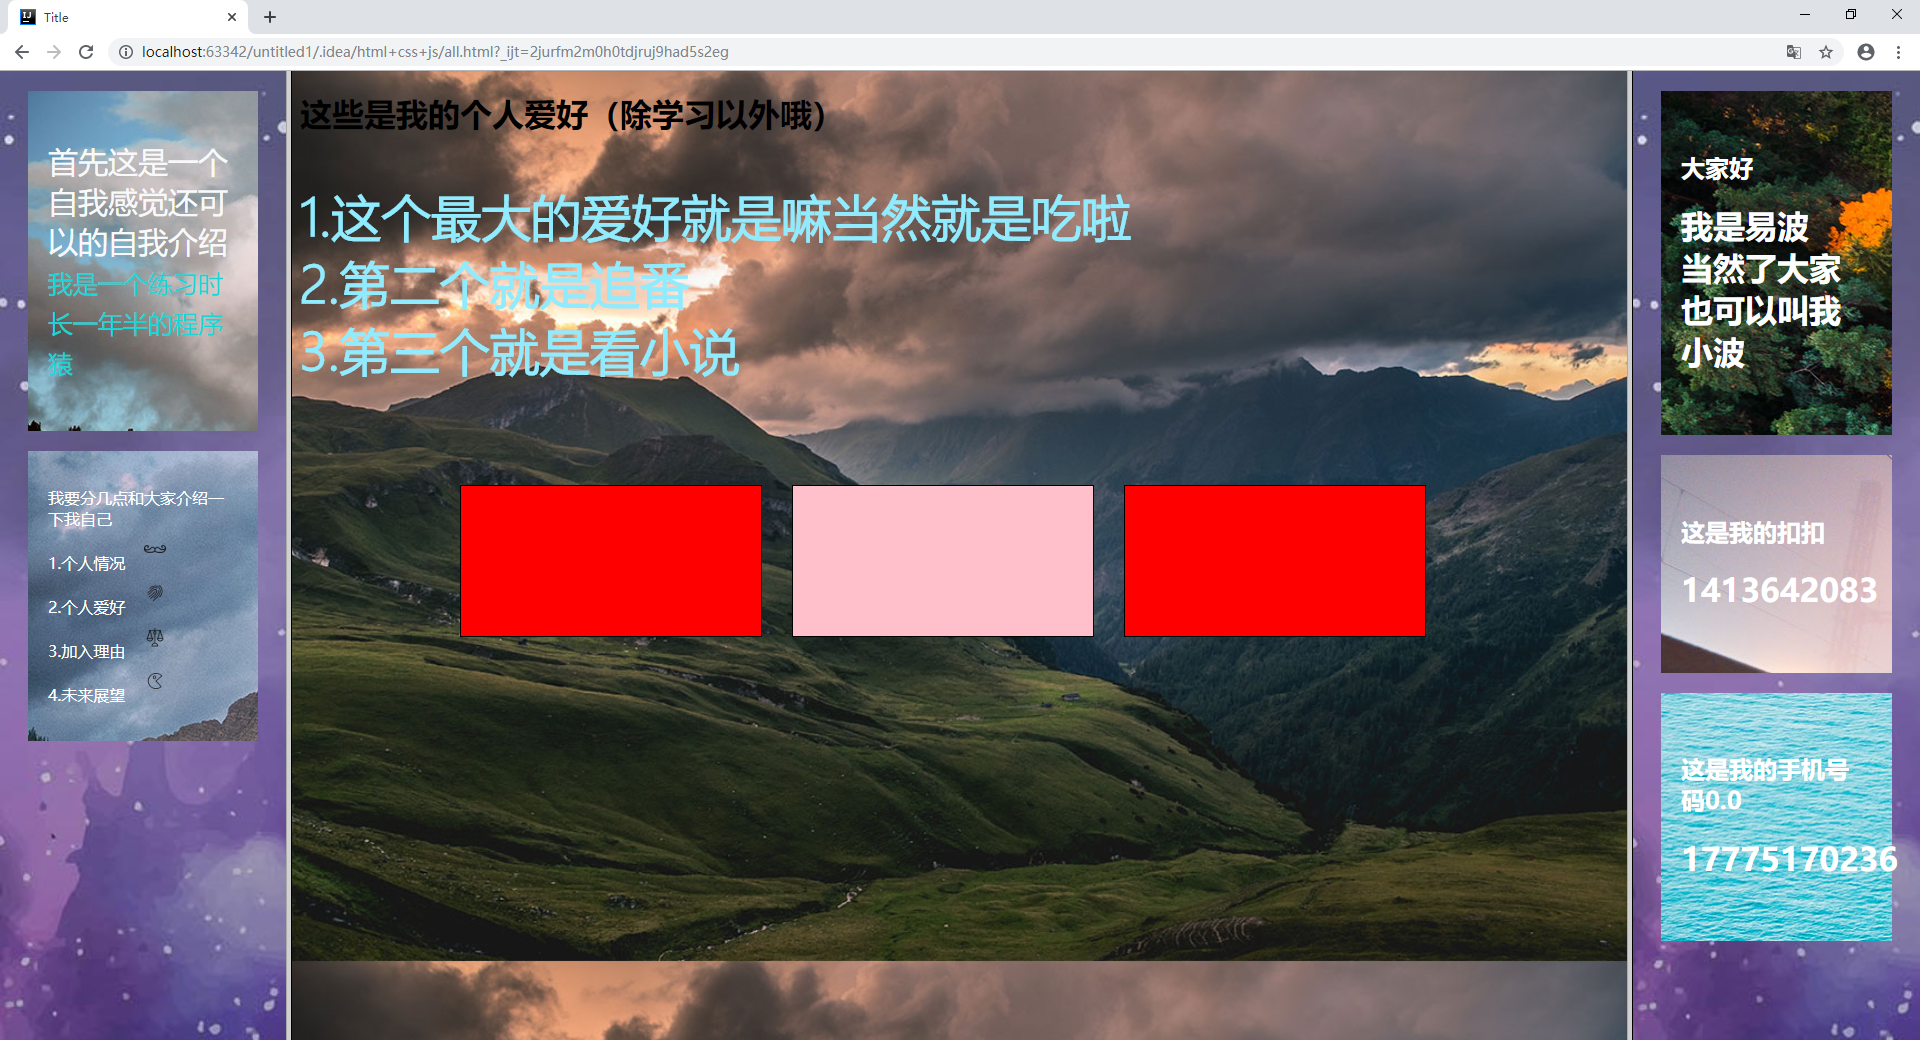 Title
localhost:63342/untitled1/.idea/html+css+js/all.html?_ijt=2jurfm2m0h0tdjruj9had5s2eg
首先这是一个
自我感觉还可
以的自我介绍
我是一个练习时
长一年半的程序
猿
我要分几点和大家介绍一
下我自己
1.个人情况
2.个人爱好
3.加入理由
4.未来展望
这些是我的个人爱好（除学习以外哦）
1.这个最大的爱好就是嘛当然就是吃啦
2.第二个就是追番
3.第三个就是看小说
大家好
我是易波
当然了大家
也可以叫我
小波
这是我的扣扣
1413642083
这是我的手机号
码0.0
17775170236